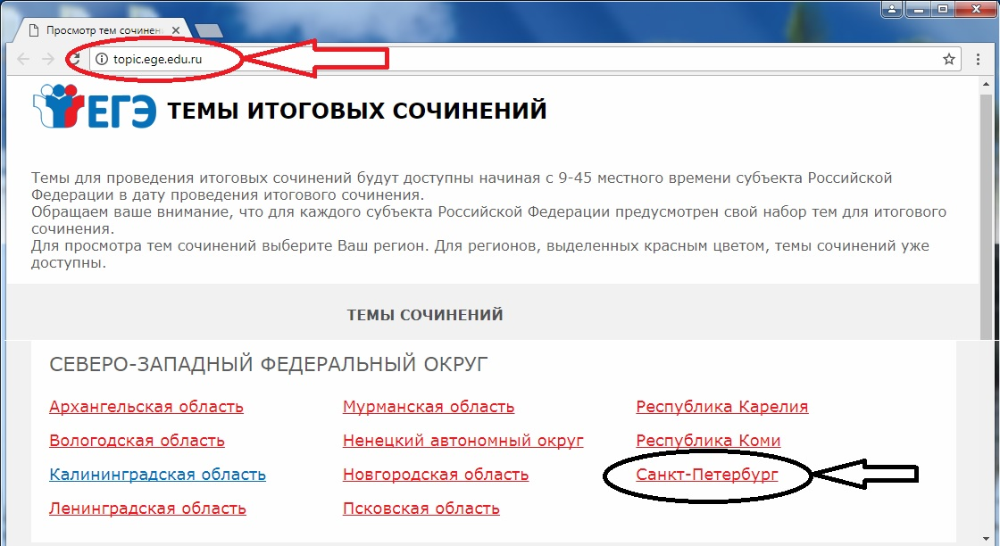 Просмотр тем сочинен
topic.ege.edu.ru
ЕГЭ ТЕМЫ ИТОГОВЫХ СОЧИНЕНИЙ
Темы для проведения итоговых сочинений будут доступны начиная с 9-45 местного времени субъекта Российской
Федерации в дату проведения итогового сочинения.
Обращаем ваше внимание, что для каждого субъекта Российской Федерации предусмотрен свой набор тем для итогового
сочинения.
Для просмотра тем сочинений выберите Ваш регион. Для регионов, выделенных красным цветом, темы сочинений уже
доступны.
ТЕМЫ СОЧИНЕНИЙ
СЕВЕРО-ЗАПАДНЫЙ ФЕДЕРАЛЬНЫЙ ОКРУГ
Архангельская область Мурманская область Республика Карелия
Вологодская область Ненецкий автономный округ Республика Коми
Калининградская область Новгородская область Санкт-Петербург
Ленинградская область Псковская область